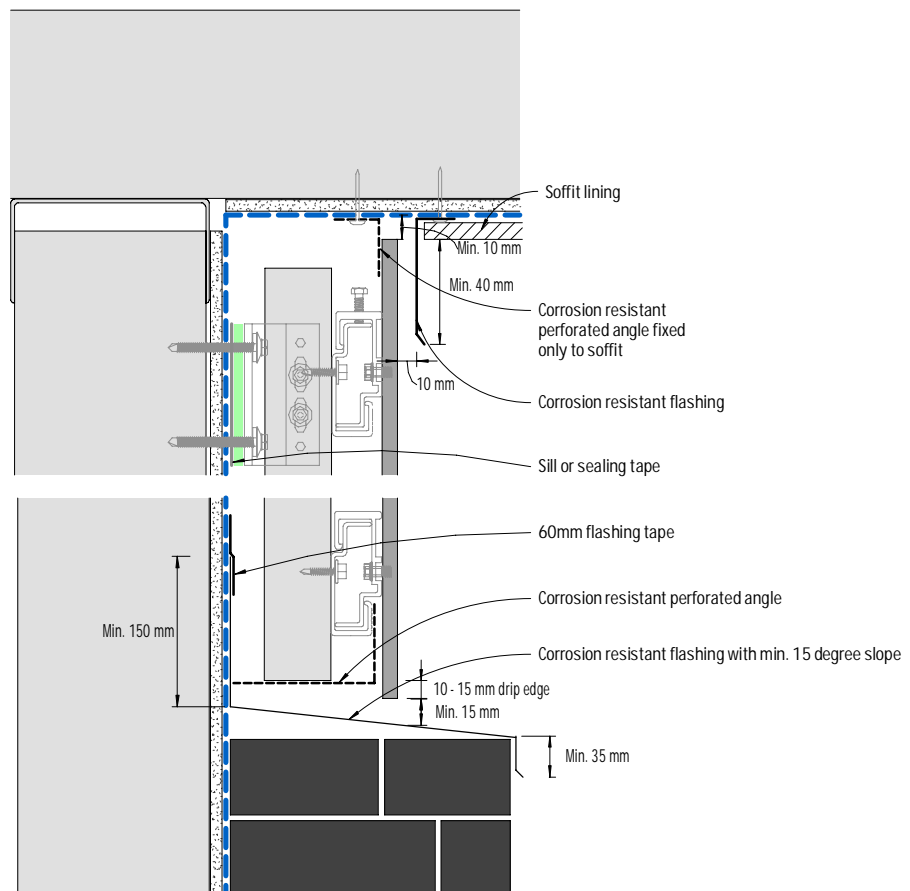 Soffit lining
Min. 10 mm
Min. 40 mm
Corrosion resistant
perforated angle fixed
only to soffit
10 mm
Corrosion resistant flashing
Sill or sealing tape
60mm flashing tape
Corrosion resistant perforated angle
Min. 150 mm
Corrosion resistant flashing with min. 15 degree slope
10 - 15 mm drip edge
Min. 15 mm
Min. 35 mm